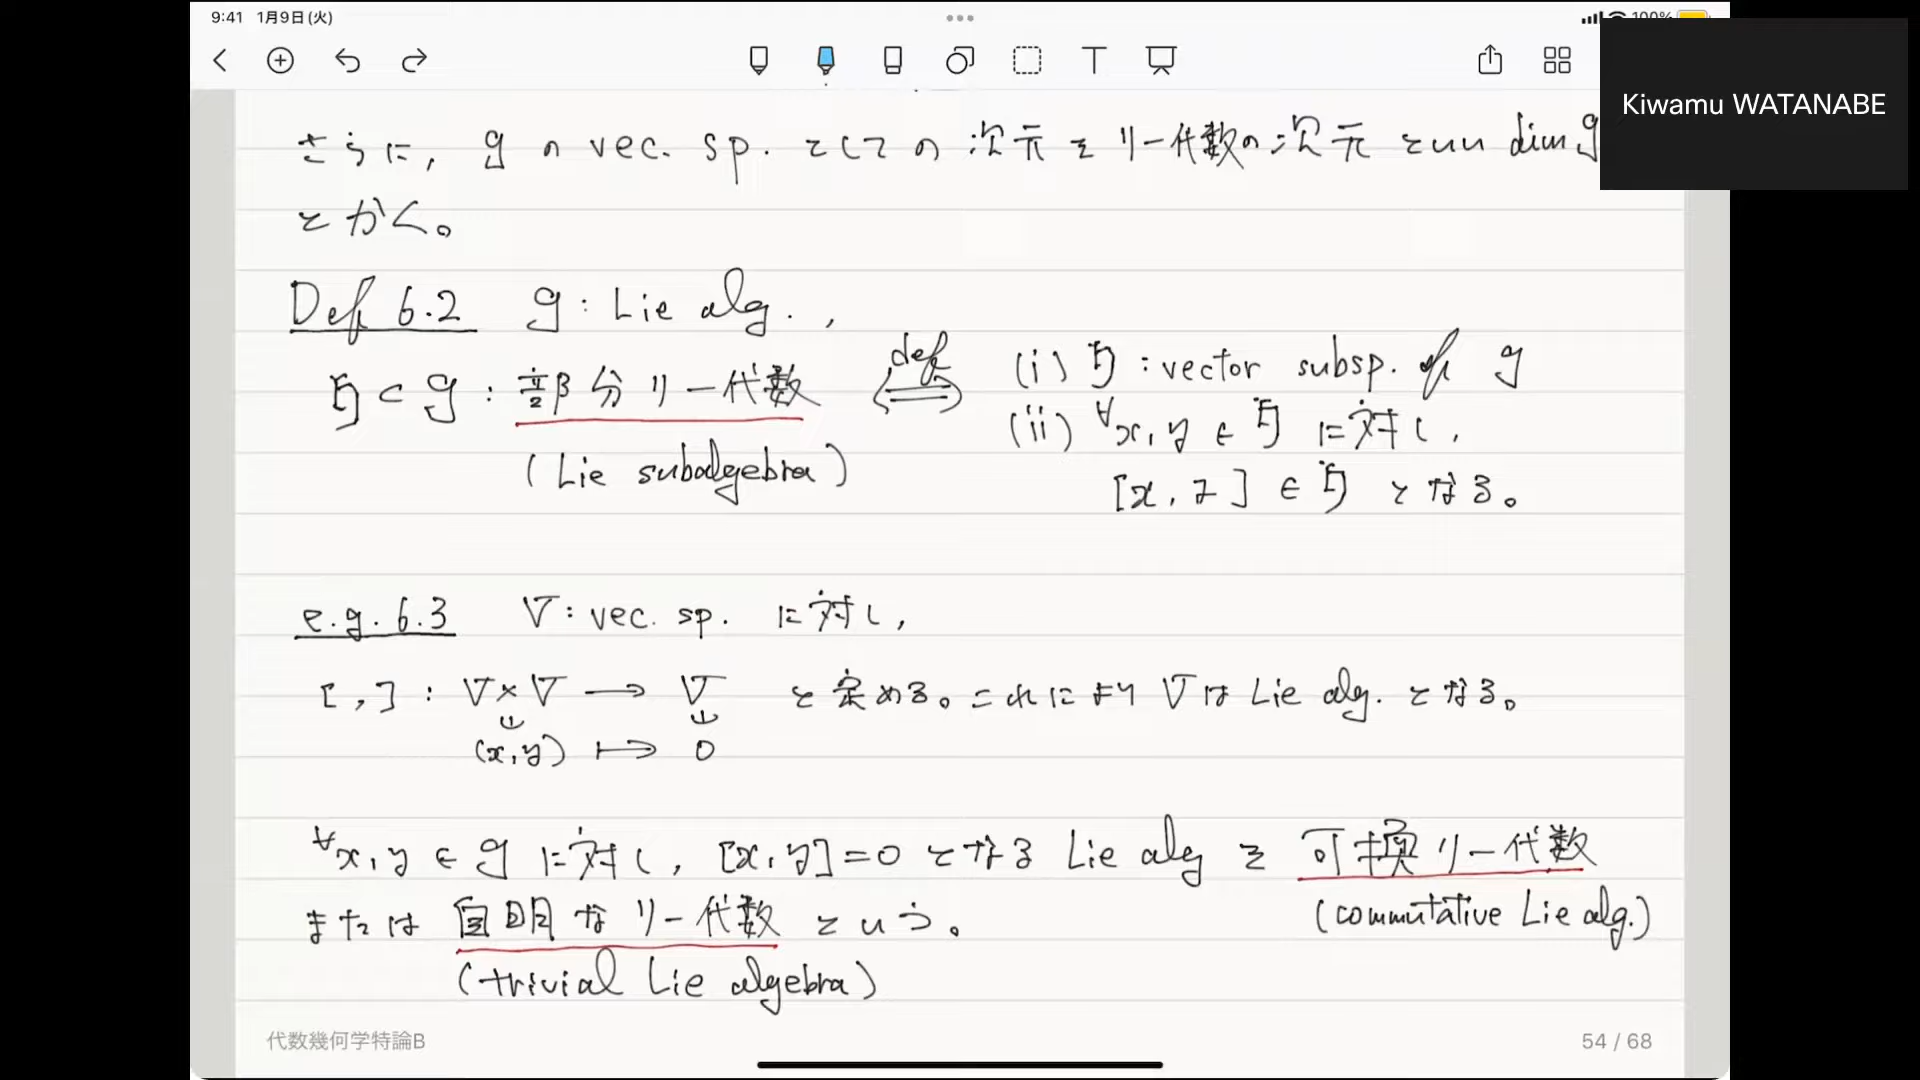 9:41 1月9日(火)
100%
Kiwamu WATANABE
さらに, 𝔤 の vec. sp. としての 次元を リー代数の次元 といい dim 𝔤
とかく。
Def 6.2 𝔤 : Lie alg. ,
𝔥 ⊂ 𝔤 : 部分リー代数 ⟺ def (i) 𝔥 : vector subsp. of 𝔤
(Lie subalgebra) (ii) ∀x, y ∈ 𝔥 に対し,
[x, y] ∈ 𝔥 となる。
e.g. 6.3 V : vec. sp. に対し,
[ , ] : V × V → V と定める。これにより V は Lie alg. となる。
(x, y) ↦ 0
∀x, y ∈ 𝔤 に対し, [x, y] = 0 となる Lie alg を 可換リー代数
(commutative Lie alg.)
または 自明なリー代数 という。
(trivial Lie algebra)
代数幾何学特論B
54 / 68